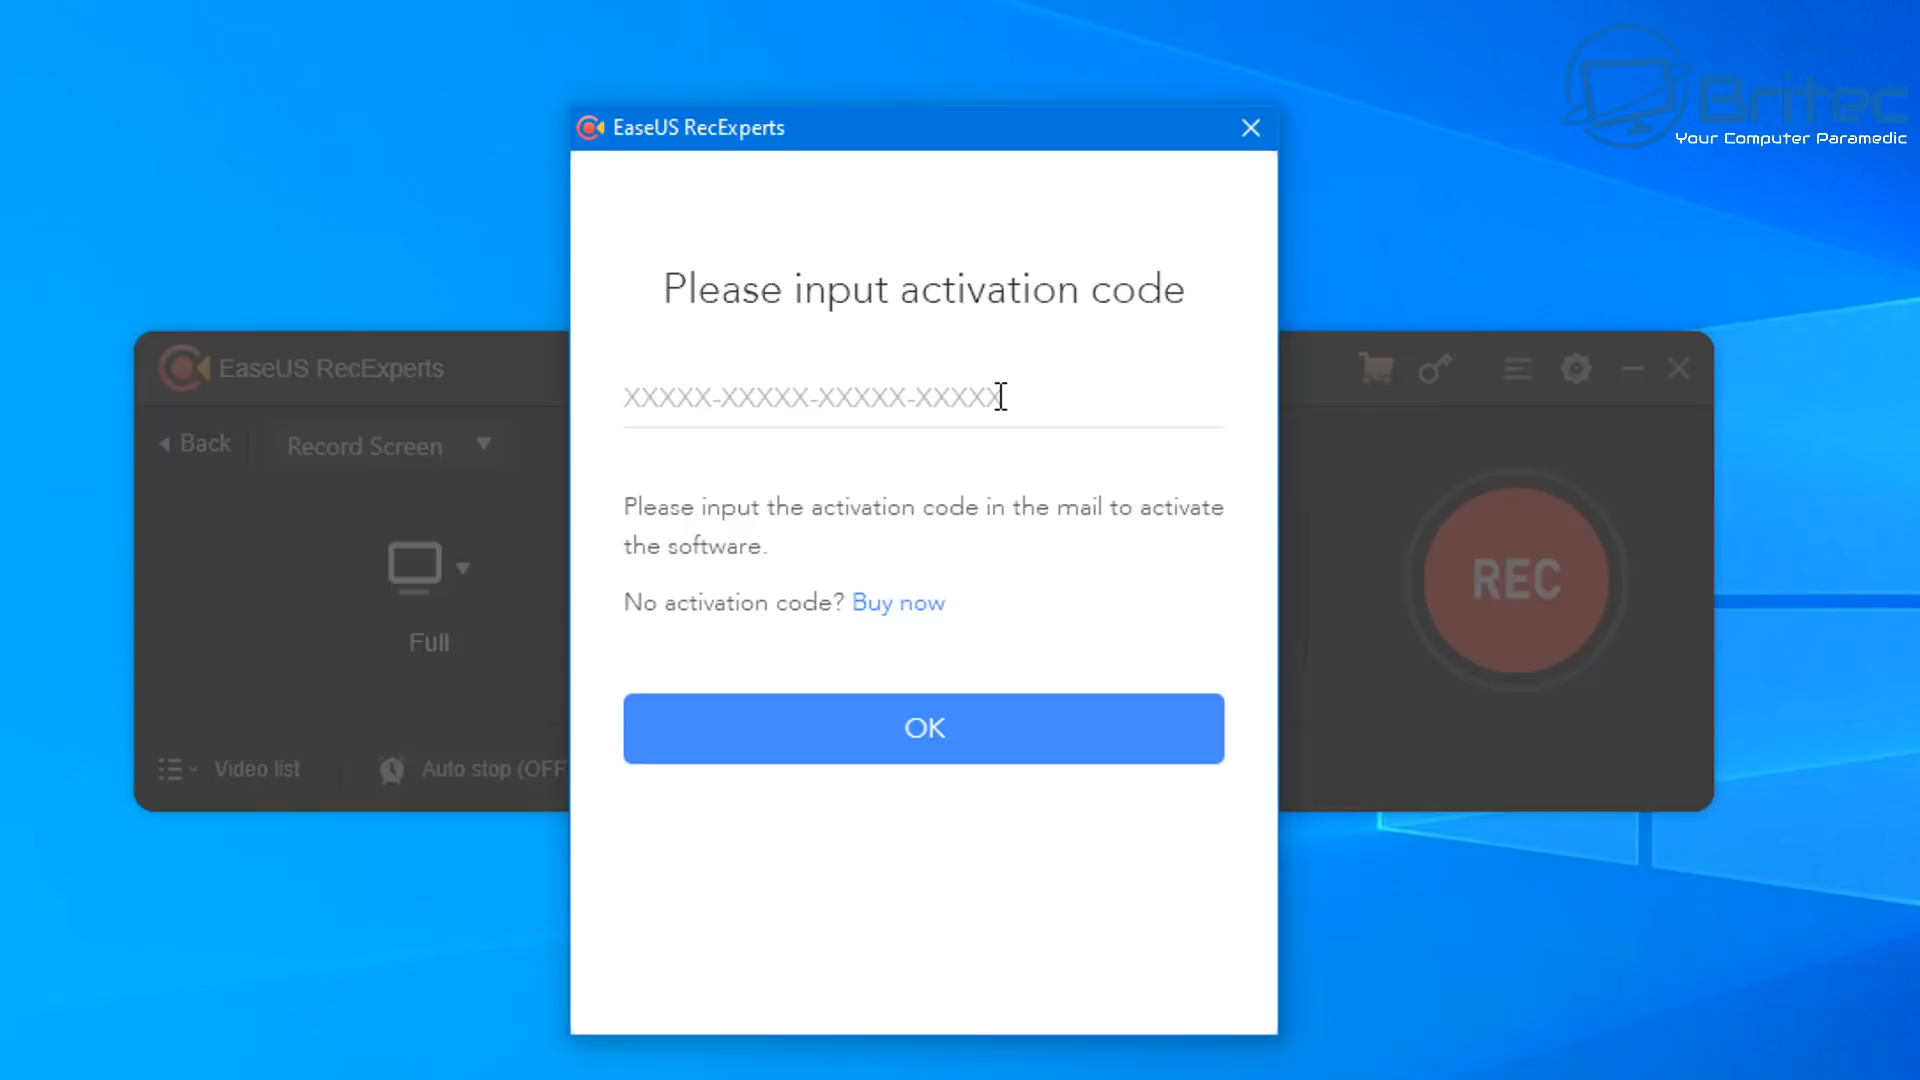 Britec
Your Computer Paramedic
EaseUS RecExperts
Please input activation code
XXXXX-XXXXX-XXXXX-XXXXX
Please input the activation code in the mail to activate
the software.
No activation code? Buy now
OK
EaseUS RecExperts
Back
Record Screen
Full
REC
Video list
Auto stop (OFF